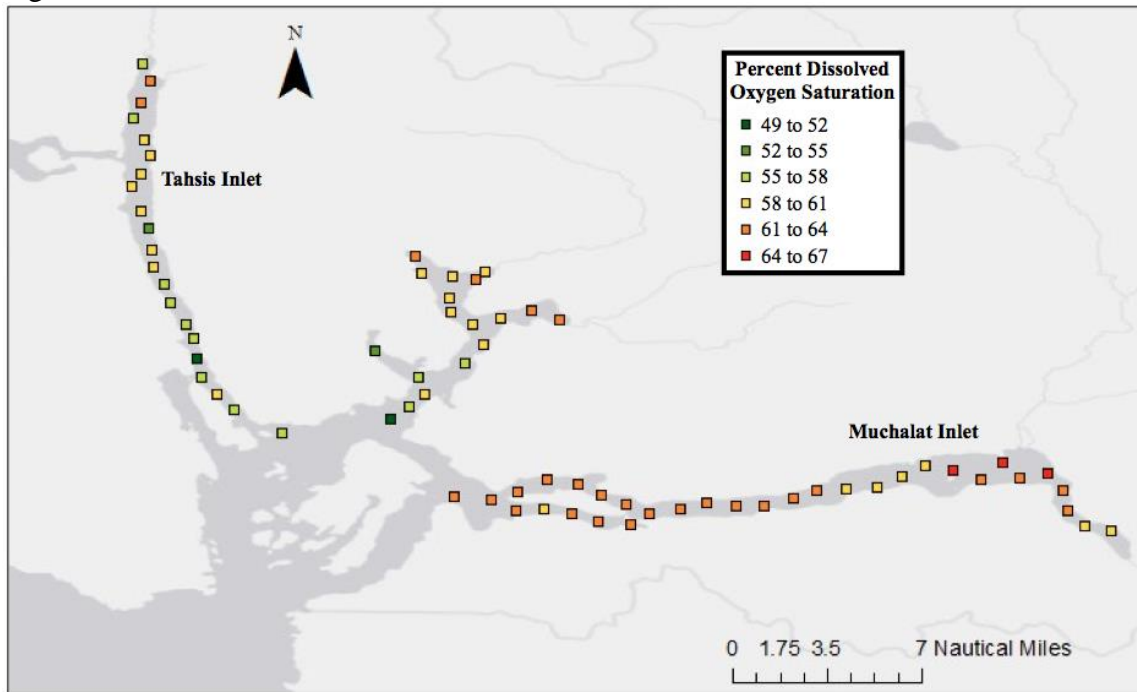 N
Percent Dissolved
Oxygen Saturation
49 to 52
52 to 55
55 to 58
58 to 61
61 to 64
64 to 67
Tahsis Inlet
Muchalat Inlet
0 1.75 3.5 7 Nautical Miles